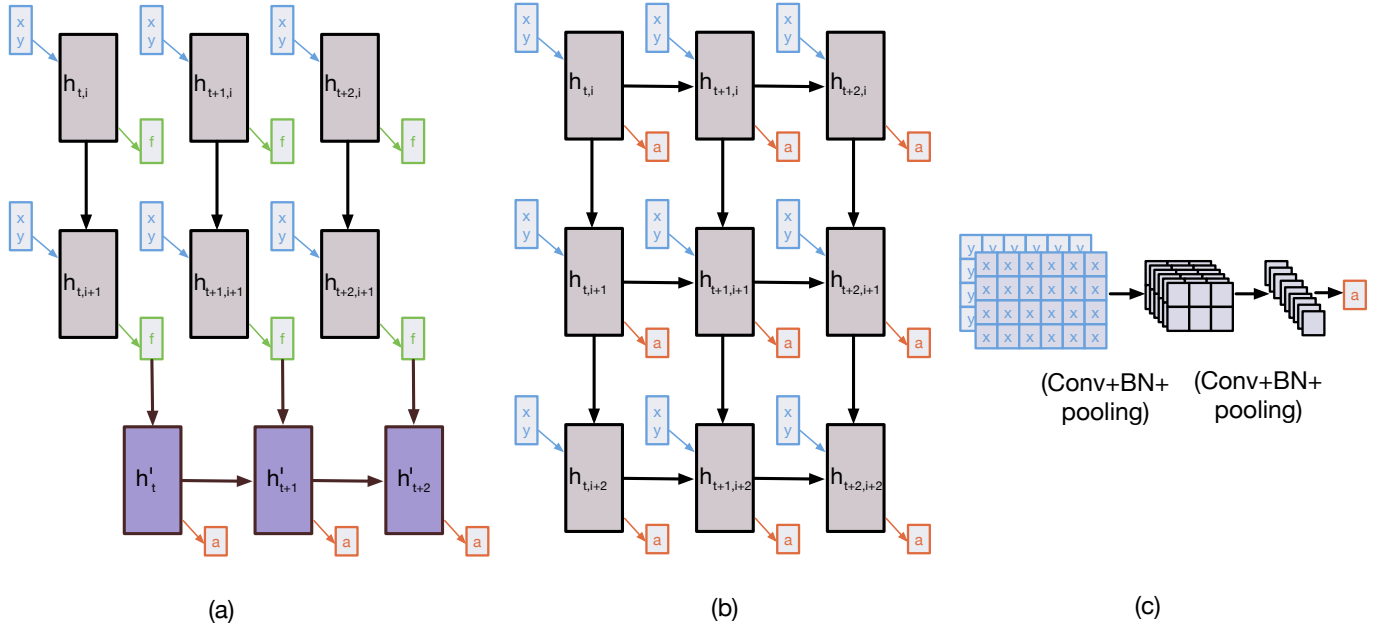 x x x
y y y
h t,i h t+1,i h t+2,i
f f f
x x x
y y y
h t,i+1 h t+1,i+1 h t+2,i+1
f f f
h' t h' t+1 h' t+2
a a a
(a)
x x x
y y y
h t,i h t+1,i h t+2,i
a a a
x x x
y y y
h t,i+1 h t+1,i+1 h t+2,i+1
a a a
x x x
y y y
h t,i+2 h t+1,i+2 h t+2,i+2
a a a
(b)
y y y y y y
y x x x x x x
y x x x x x x
y x x x x x x
x x x x x x
a
(Conv+BN+
pooling)
(Conv+BN+
pooling)
(c)